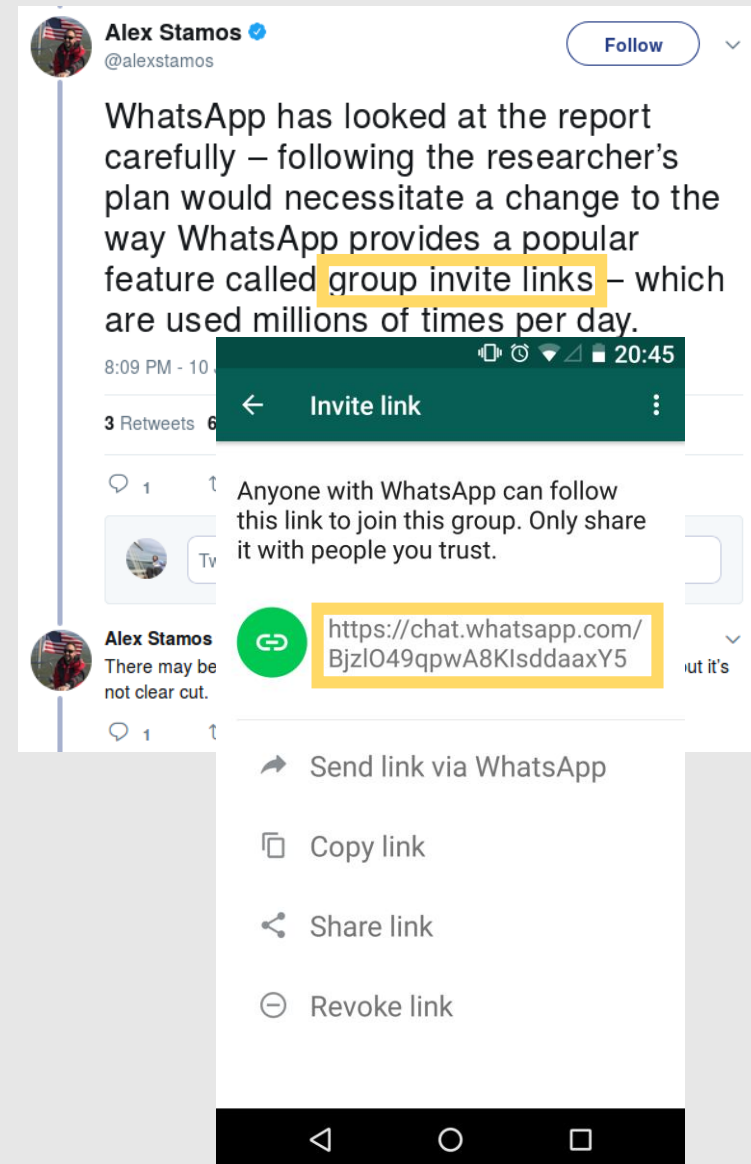 Alex Stamos
@alexstamos
Follow
WhatsApp has looked at the report
carefully – following the researcher's
plan would necessitate a change to the
way WhatsApp provides a popular
feature called group invite links – which
are used millions of times per day.
8:09 PM - 10
3 Retweets 6
1
Tw
Alex Stamos
There may be
out it's
not clear cut.
1
20:45
Invite link
Anyone with WhatsApp can follow
this link to join this group. Only share
it with people you trust.
https://chat.whatsapp.com/
BjzlO49qpwA8KIsddaaxY5
Send link via WhatsApp
Copy link
Share link
Revoke link